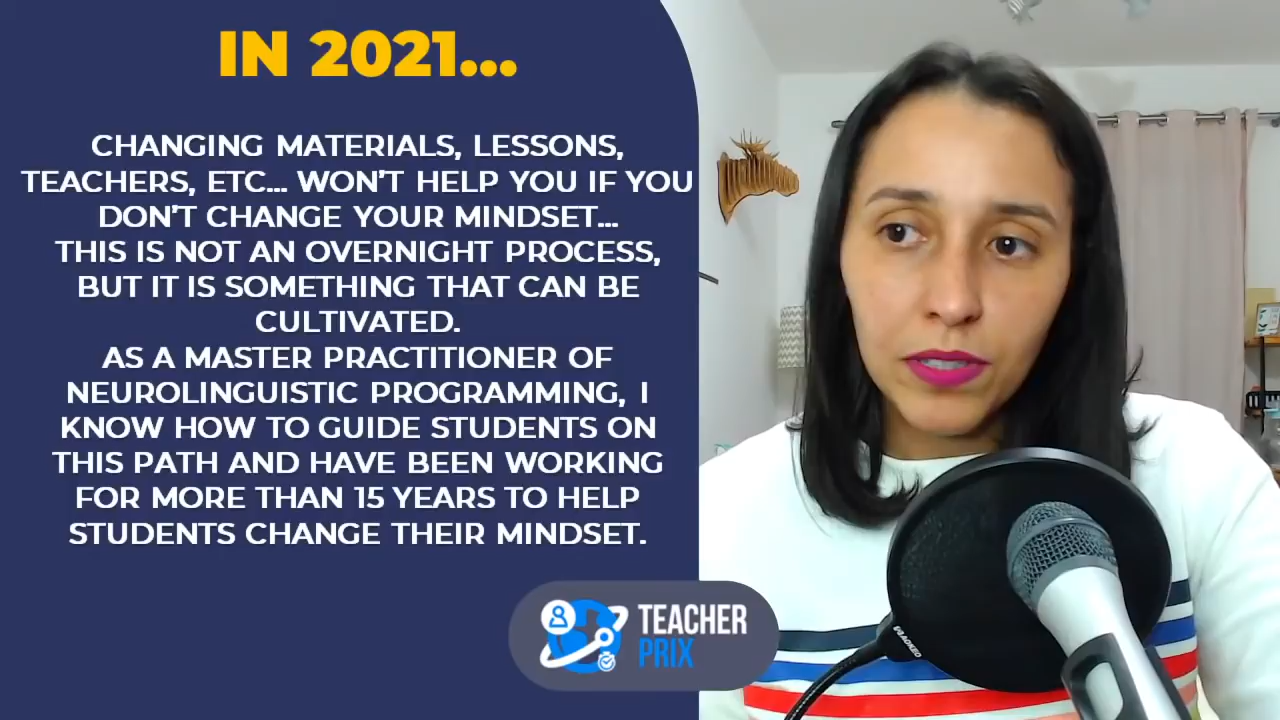 IN 2021...
CHANGING MATERIALS, LESSONS,
TEACHERS, ETC... WON'T HELP YOU IF YOU
DON'T CHANGE YOUR MINDSET...
THIS IS NOT AN OVERNIGHT PROCESS,
BUT IT IS SOMETHING THAT CAN BE
CULTIVATED.
AS A MASTER PRACTITIONER OF
NEUROLINGUISTIC PROGRAMMING, I
KNOW HOW TO GUIDE STUDENTS ON
THIS PATH AND HAVE BEEN WORKING
FOR MORE THAN 15 YEARS TO HELP
STUDENTS CHANGE THEIR MINDSET.
TEACHER
PRIX